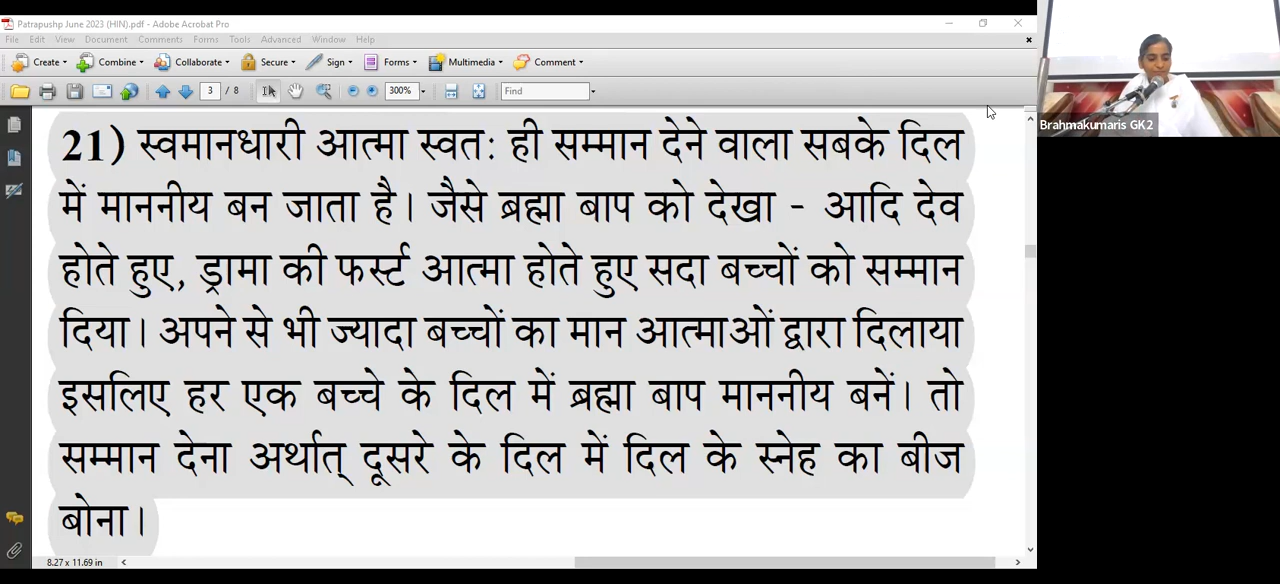 Patrapushp June 2023 (HIN).pdf - Adobe Acrobat Pro
File Edit View Document Comments Forms Tools Advanced Window Help
Create Combine Collaborate Secure Sign Forms Multimedia Comment
3 / 8 300% Find
Brahmakumaris GK2
21) स्वमानधारी आत्मा स्वतः ही सम्मान देने वाला सबके दिल
में माननीय बन जाता है। जैसे ब्रह्मा बाप को देखा - आदि देव
होते हुए, ड्रामा की फर्स्ट आत्मा होते हुए सदा बच्चों को सम्मान
दिया। अपने से भी ज्यादा बच्चों का मान आत्माओं द्वारा दिलाया
इसलिए हर एक बच्चे के दिल में ब्रह्मा बाप माननीय बनें। तो
सम्मान देना अर्थात् दूसरे के दिल में दिल के स्नेह का बीज
बोना।
8.27 x 11.69 in